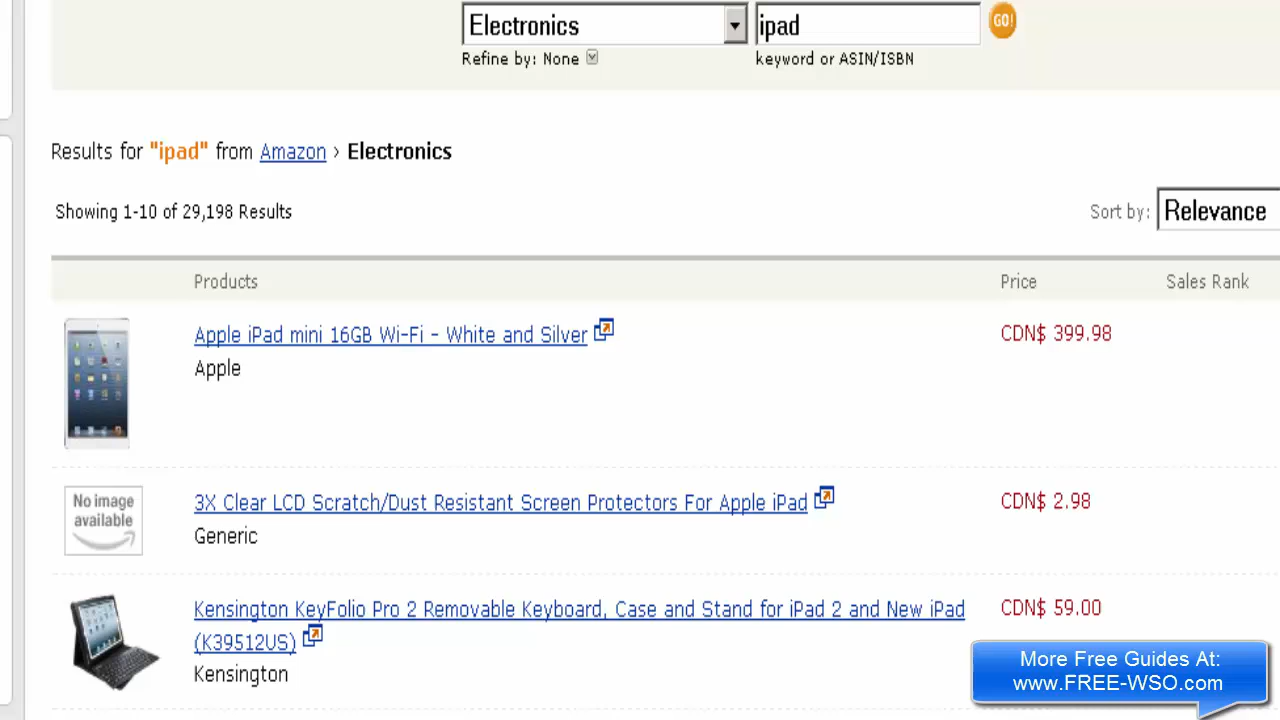 Electronics
ipad
GO!
Refine by: None
keyword or ASIN/ISBN
Results for "ipad" from Amazon › Electronics
Showing 1-10 of 29,198 Results
Sort by: Relevance
Products Price Sales Rank
Apple iPad mini 16GB Wi-Fi - White and Silver
CDN$ 399.98
Apple
No image
available
3X Clear LCD Scratch/Dust Resistant Screen Protectors For Apple iPad
CDN$ 2.98
Generic
Kensington KeyFolio Pro 2 Removable Keyboard, Case and Stand for iPad 2 and New iPad
(K39512US)
CDN$ 59.00
Kensington
More Free Guides At:
www.FREE-WSO.com